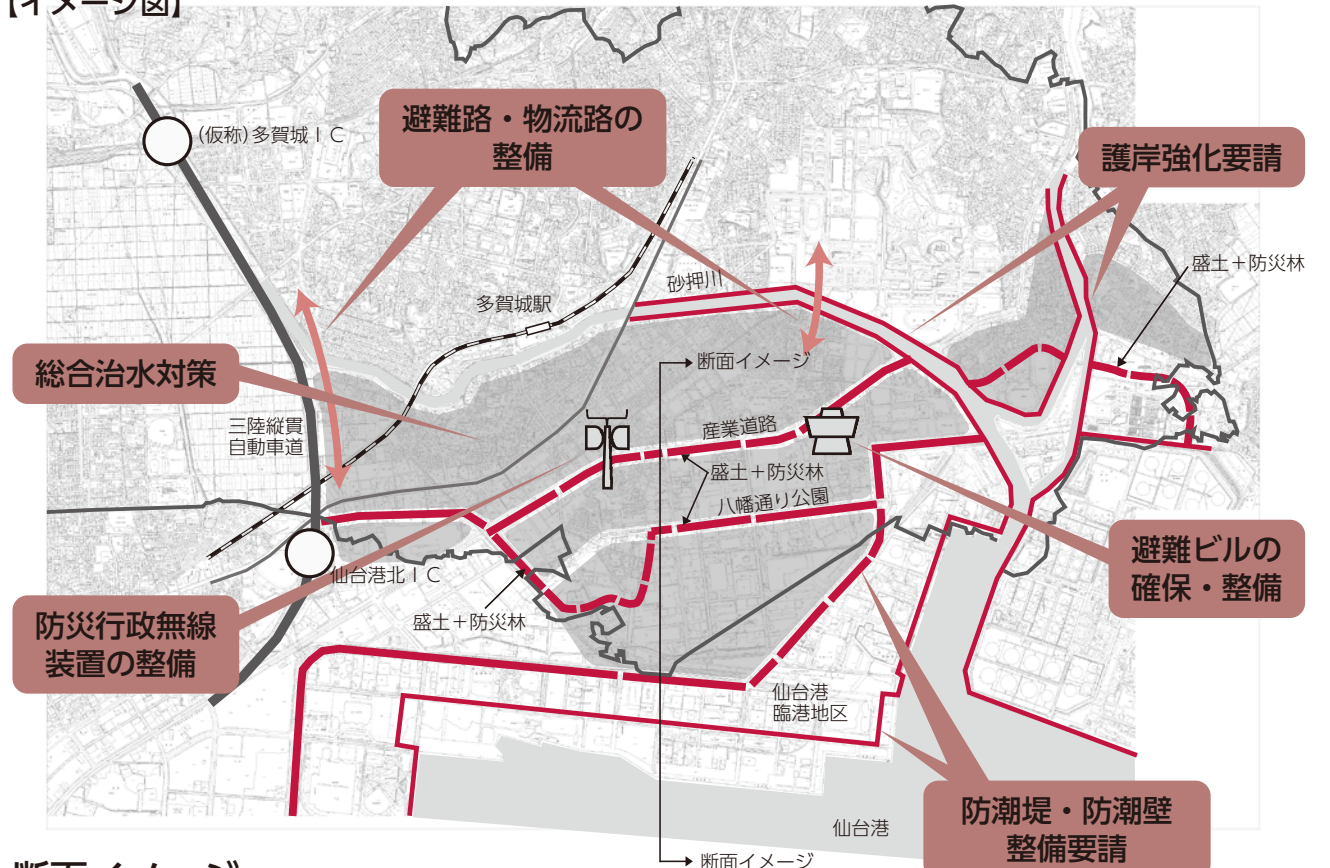 【イメージ図】
避難路・物流路の
整備
(仮称)多賀城IC
護岸強化要請
盛土+防災林
砂押川
多賀城駅
断面イメージ
総合治水対策
三陸縦貫
自動車道
産業道路
盛土+防災林
八幡通り公園
避難ビルの
確保・整備
仙台港北IC
防災行政無線
装置の整備
盛土+防災林
仙台港
臨港地区
防潮堤・防潮壁
整備要請
仙台港
断面イメージ
断面イメージ